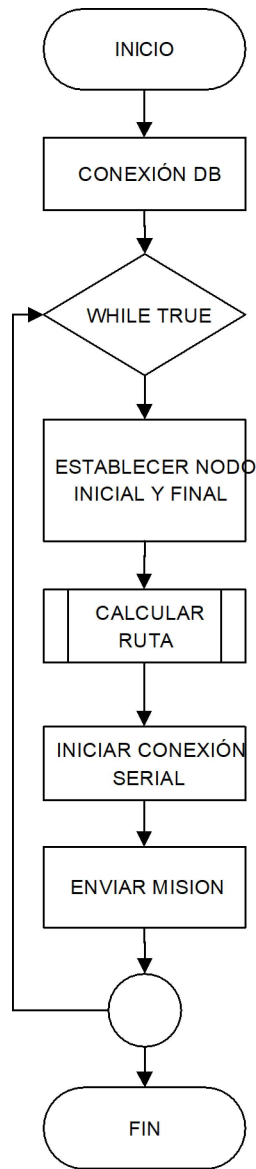 INICIO
CONEXIÓN DB
WHILE TRUE
ESTABLECER NODO
INICIAL Y FINAL
CALCULAR
RUTA
INICIAR CONEXIÓN
SERIAL
ENVIAR MISION
FIN